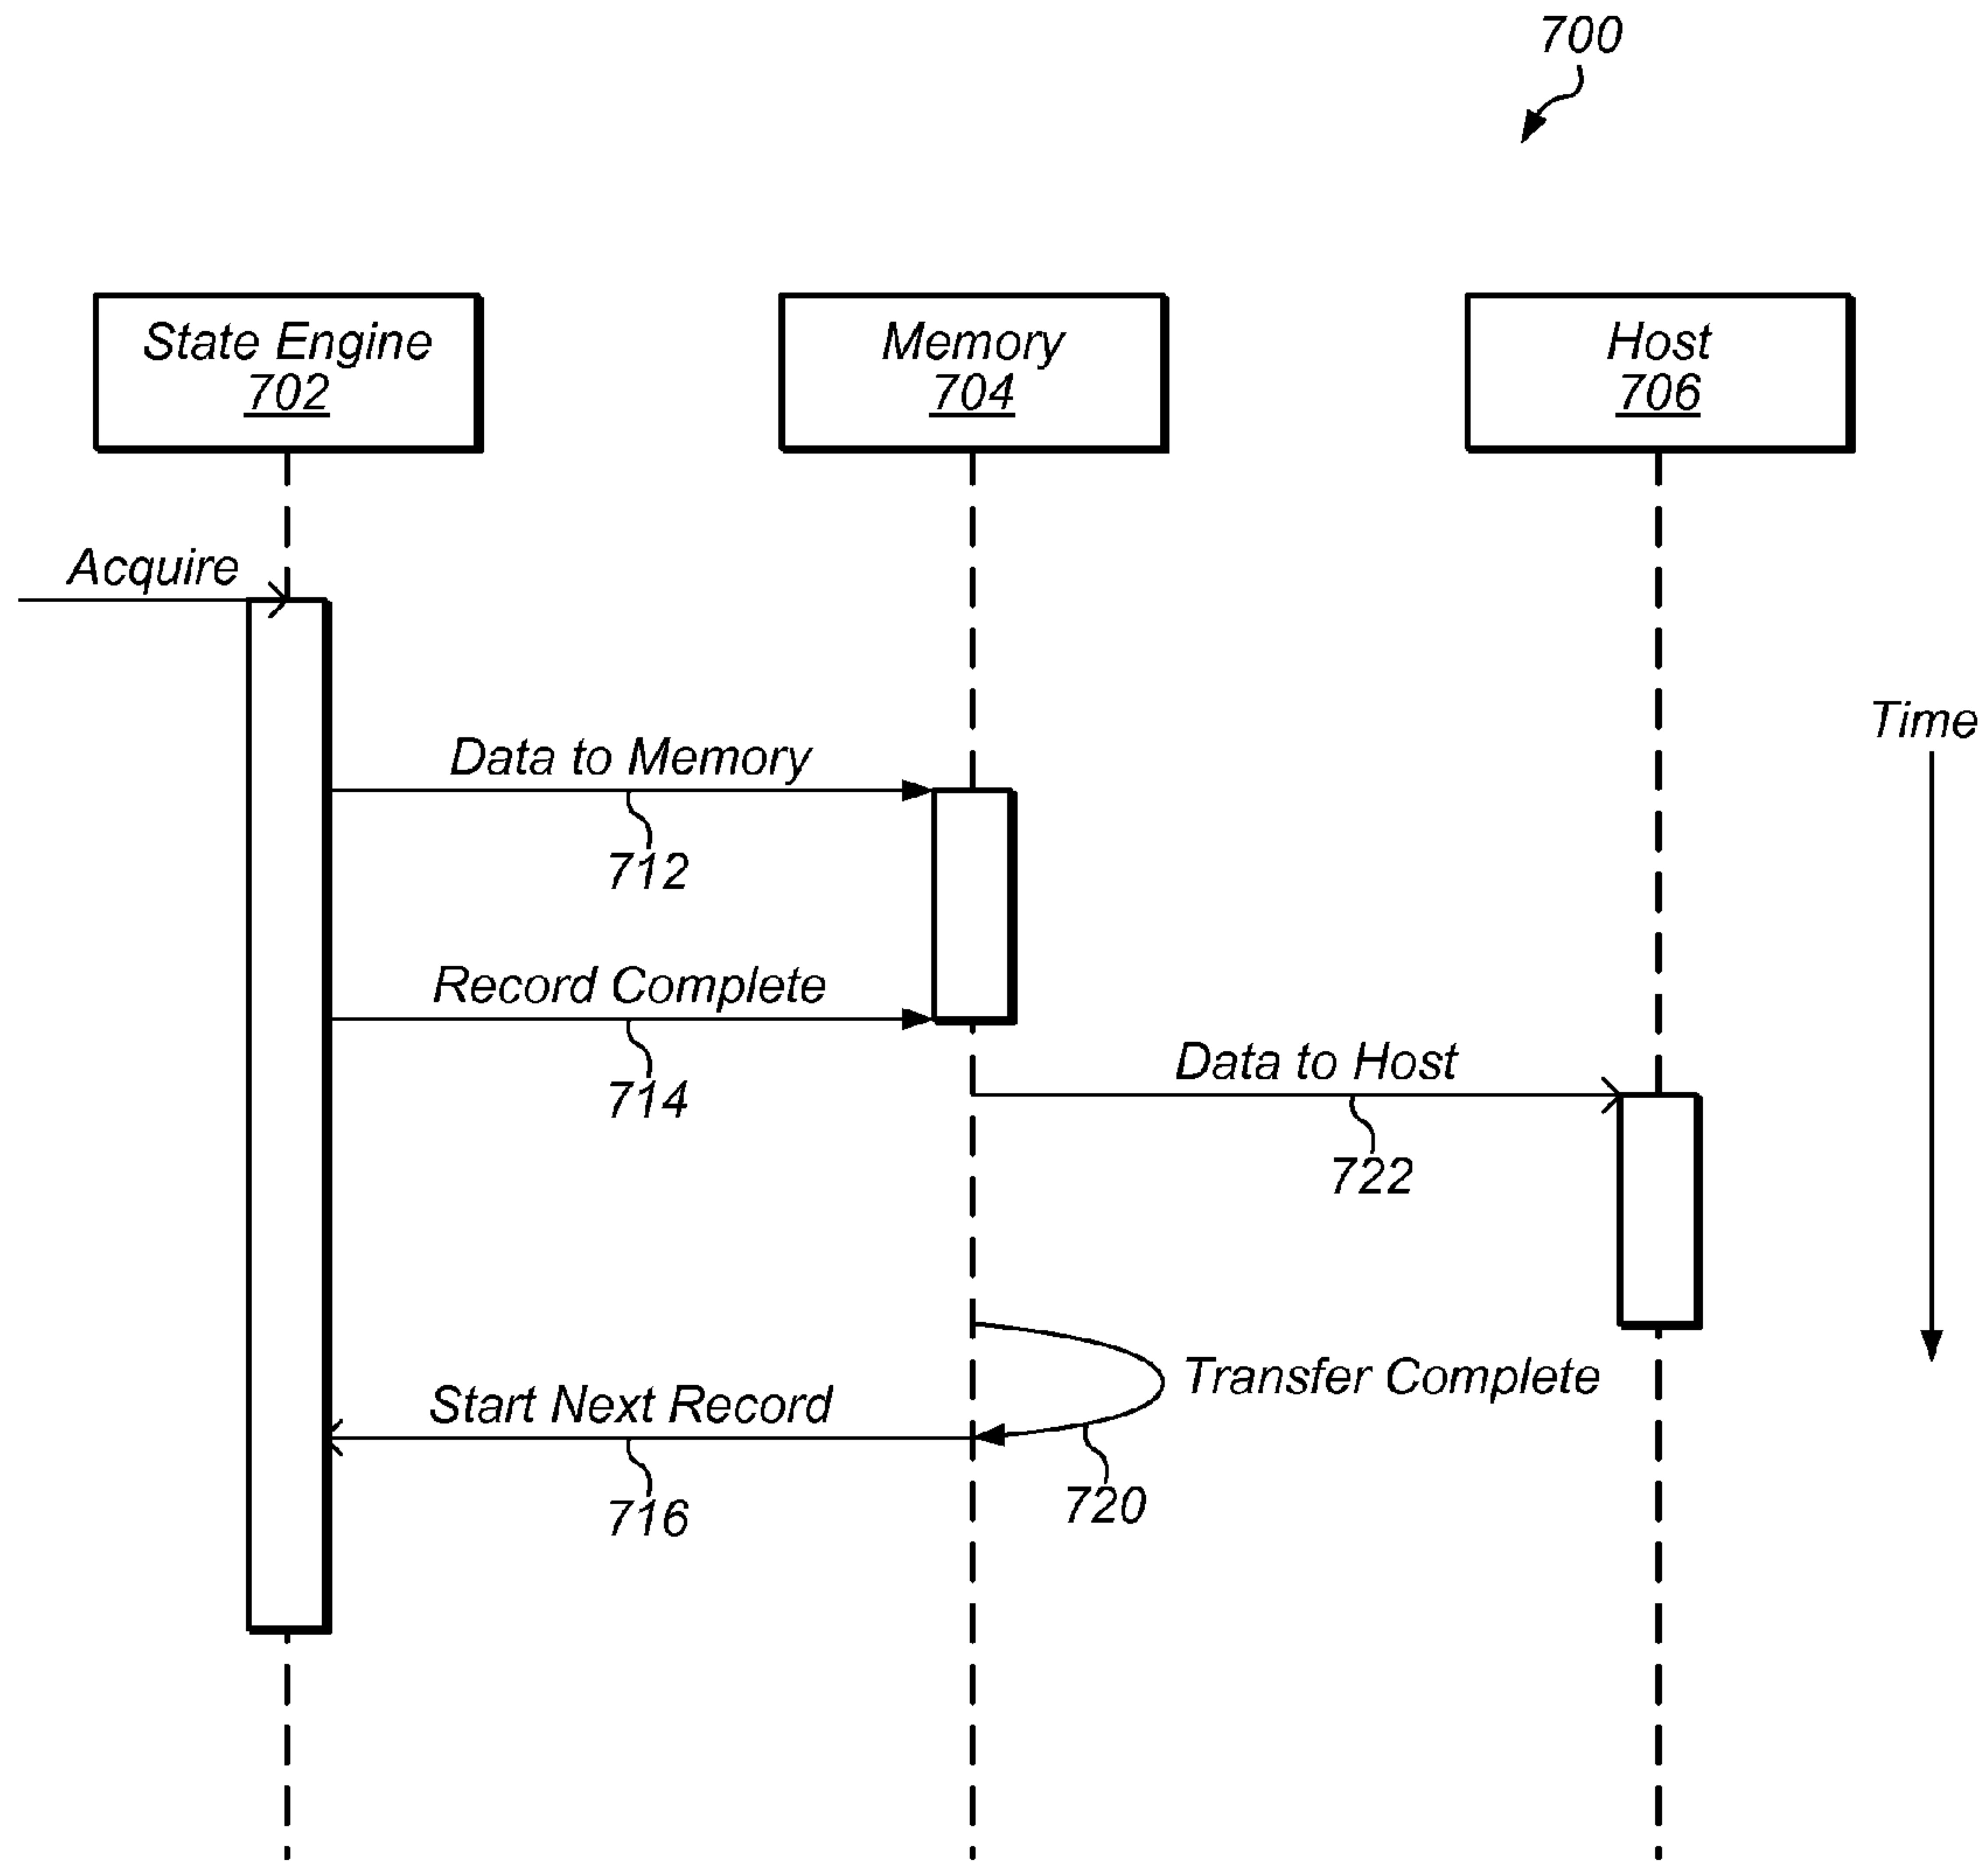 700
State Engine
702
Memory
704
Host
706
Acquire
Time
Data to Memory
712
Record Complete
714
Data to Host
722
Transfer Complete
Start Next Record
720
716